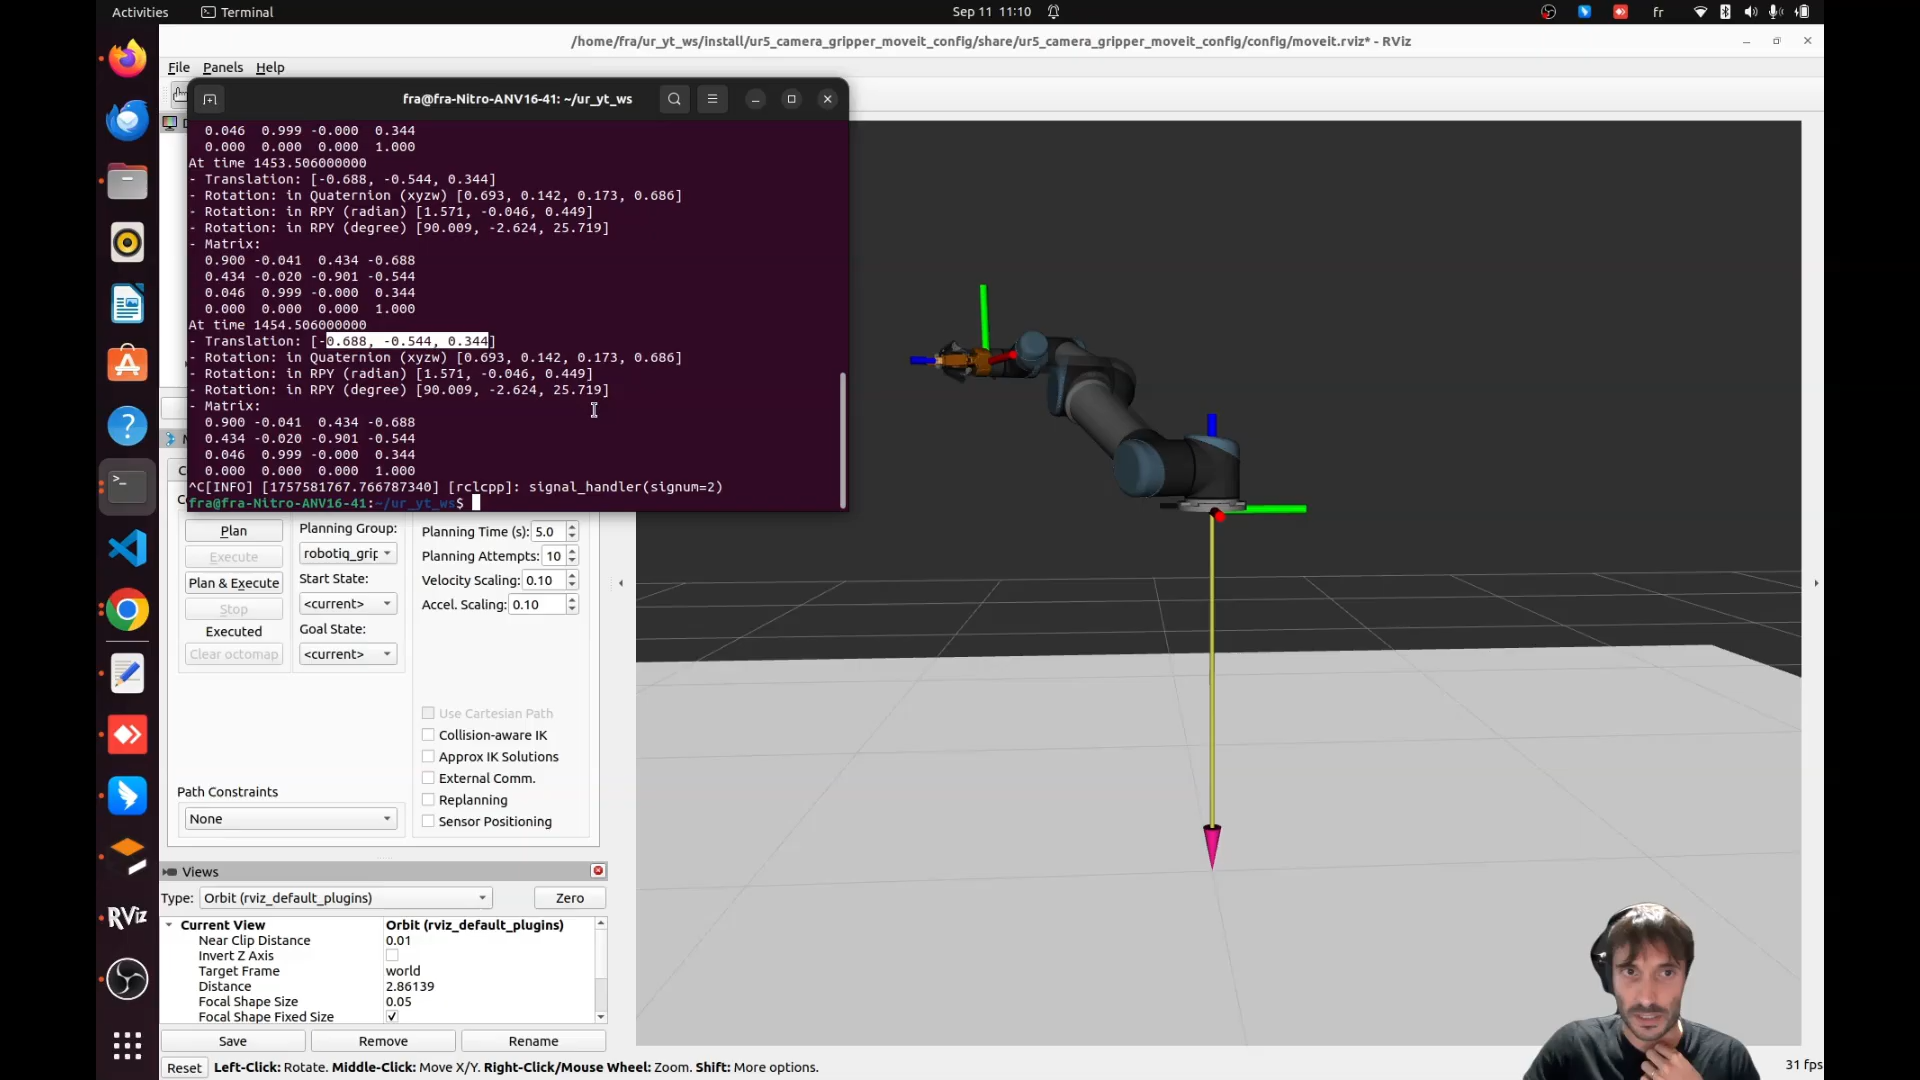 Activities
Terminal
Sep 11 11:10
fr
/home/fra/ur_yt_ws/install/ur5_camera_gripper_moveit_config/share/ur5_camera_gripper_moveit_config/config/moveit.rviz* - RViz
File Panels Help
fra@fra-Nitro-ANV16-41: ~/ur_yt_ws
0.046 0.999 -0.000 0.344
0.000 0.000 0.000 1.000
At time 1453.506000000
- Translation: [-0.688, -0.544, 0.344]
- Rotation: in Quaternion (xyzw) [0.693, 0.142, 0.173, 0.686]
- Rotation: in RPY (radian) [1.571, -0.046, 0.449]
- Rotation: in RPY (degree) [90.009, -2.624, 25.719]
- Matrix:
0.900 -0.041 0.434 -0.688
0.434 -0.020 -0.901 -0.544
0.046 0.999 -0.000 0.344
0.000 0.000 0.000 1.000
At time 1454.506000000
- Translation: [-0.688, -0.544, 0.344]
- Rotation: in Quaternion (xyzw) [0.693, 0.142, 0.173, 0.686]
- Rotation: in RPY (radian) [1.571, -0.046, 0.449]
- Rotation: in RPY (degree) [90.009, -2.624, 25.719]
- Matrix:
0.900 -0.041 0.434 -0.688
0.434 -0.020 -0.901 -0.544
0.046 0.999 -0.000 0.344
0.000 0.000 0.000 1.000
^C[INFO] [1757581767.766787340] [rclcpp]: signal_handler(signum=2)
fra@fra-Nitro-ANV16-41:~/ur_yt_ws$
Plan
Execute
Plan & Execute
Stop
Executed
Clear octomap
Planning Group:
robotiq_grip
Start State:
<current>
Goal State:
<current>
Planning Time (s): 5.0
Planning Attempts: 10
Velocity Scaling: 0.10
Accel. Scaling: 0.10
Use Cartesian Path
Collision-aware IK
Approx IK Solutions
External Comm.
Replanning
Sensor Positioning
Path Constraints
None
Views
Type: Orbit (rviz_default_plugins)
Zero
Current View Orbit (rviz_default_plugins)
Near Clip Distance 0.01
Invert Z Axis
Target Frame world
Distance 2.86139
Focal Shape Size 0.05
Focal Shape Fixed Size
Save Remove Rename
Reset Left-Click: Rotate. Middle-Click: Move X/Y. Right-Click/Mouse Wheel: Zoom. Shift: More options.
31 fps
RViz